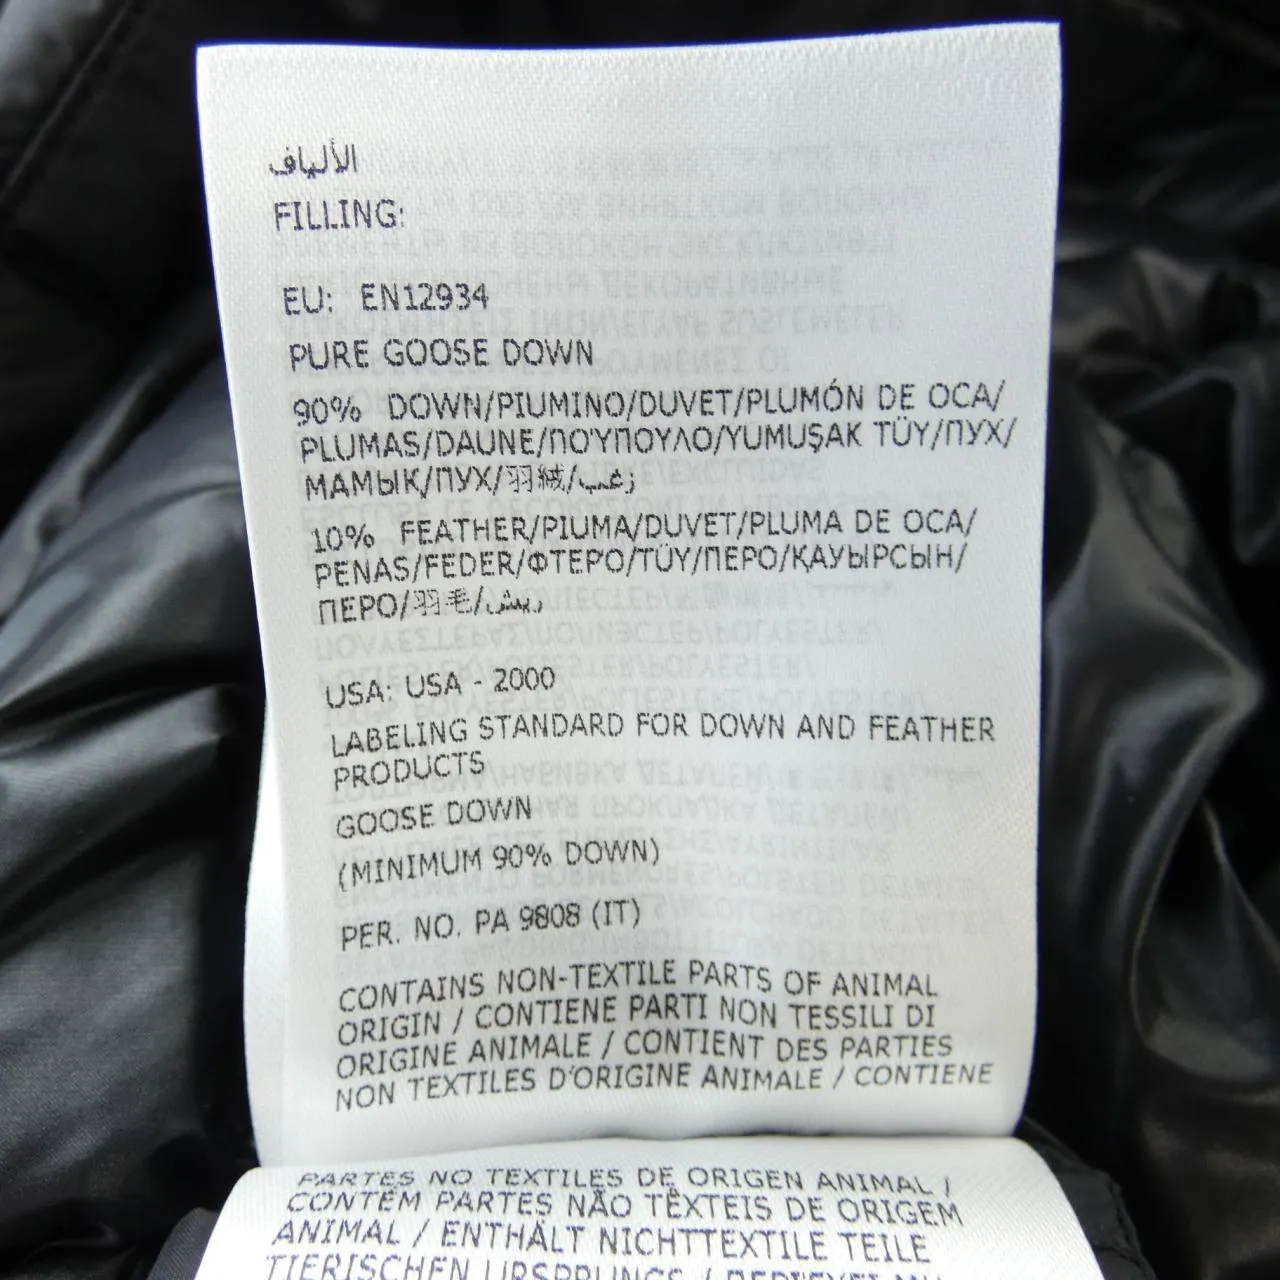 الألياف
FILLING:
EU: EN12934
PURE GOOSE DOWN
90% DOWN/PIUMINO/DUVET/PLUMÓN DE OCA/
PLUMAS/DAUNE/ΠΟΎΠΟΥΛΟ/YUMUŞAK TÜY/ПУХ/
МАМЫҚ/ПУХ/羽絨/زغب
10% FEATHER/PIUMA/DUVET/PLUMA DE OCA/
PENAS/FEDER/ΦΤΕΡΌ/TÜY/ПЕРО/ҚАУЫРСЫН/
ПЕРО/羽毛/ريش
USA: USA - 2000
LABELING STANDARD FOR DOWN AND FEATHER
PRODUCTS
GOOSE DOWN
(MINIMUM 90% DOWN)
PER. NO. PA 9808 (IT)
CONTAINS NON-TEXTILE PARTS OF ANIMAL
ORIGIN / CONTIENE PARTI NON TESSILI DI
ORIGINE ANIMALE / CONTIENT DES PARTIES
NON TEXTILES D'ORIGINE ANIMALE / CONTIENE
PARTES NO TEXTILES DE ORIGEN ANIMAL /
CONTÉM PARTES NÃO TÊXTEIS DE ORIGEM
ANIMAL / ENTHÄLT NICHTTEXTILE TEILE
TIERISCHEN URSPRUNGS /